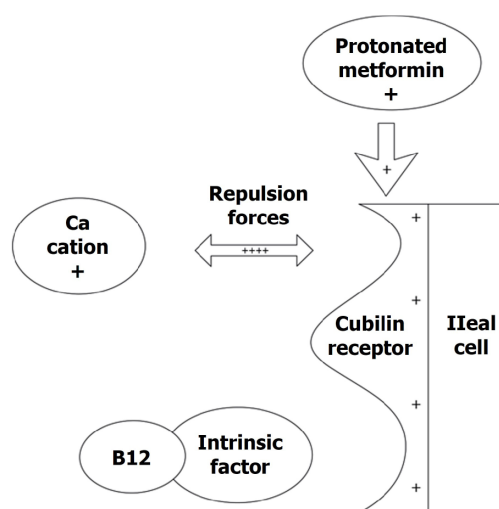 Protonated
metformin
+
+
Repulsion
forces
++++
Ca
cation
+
+
+
Cubilin
receptor
IIeal
cell
+
+
B12
Intrinsic
factor